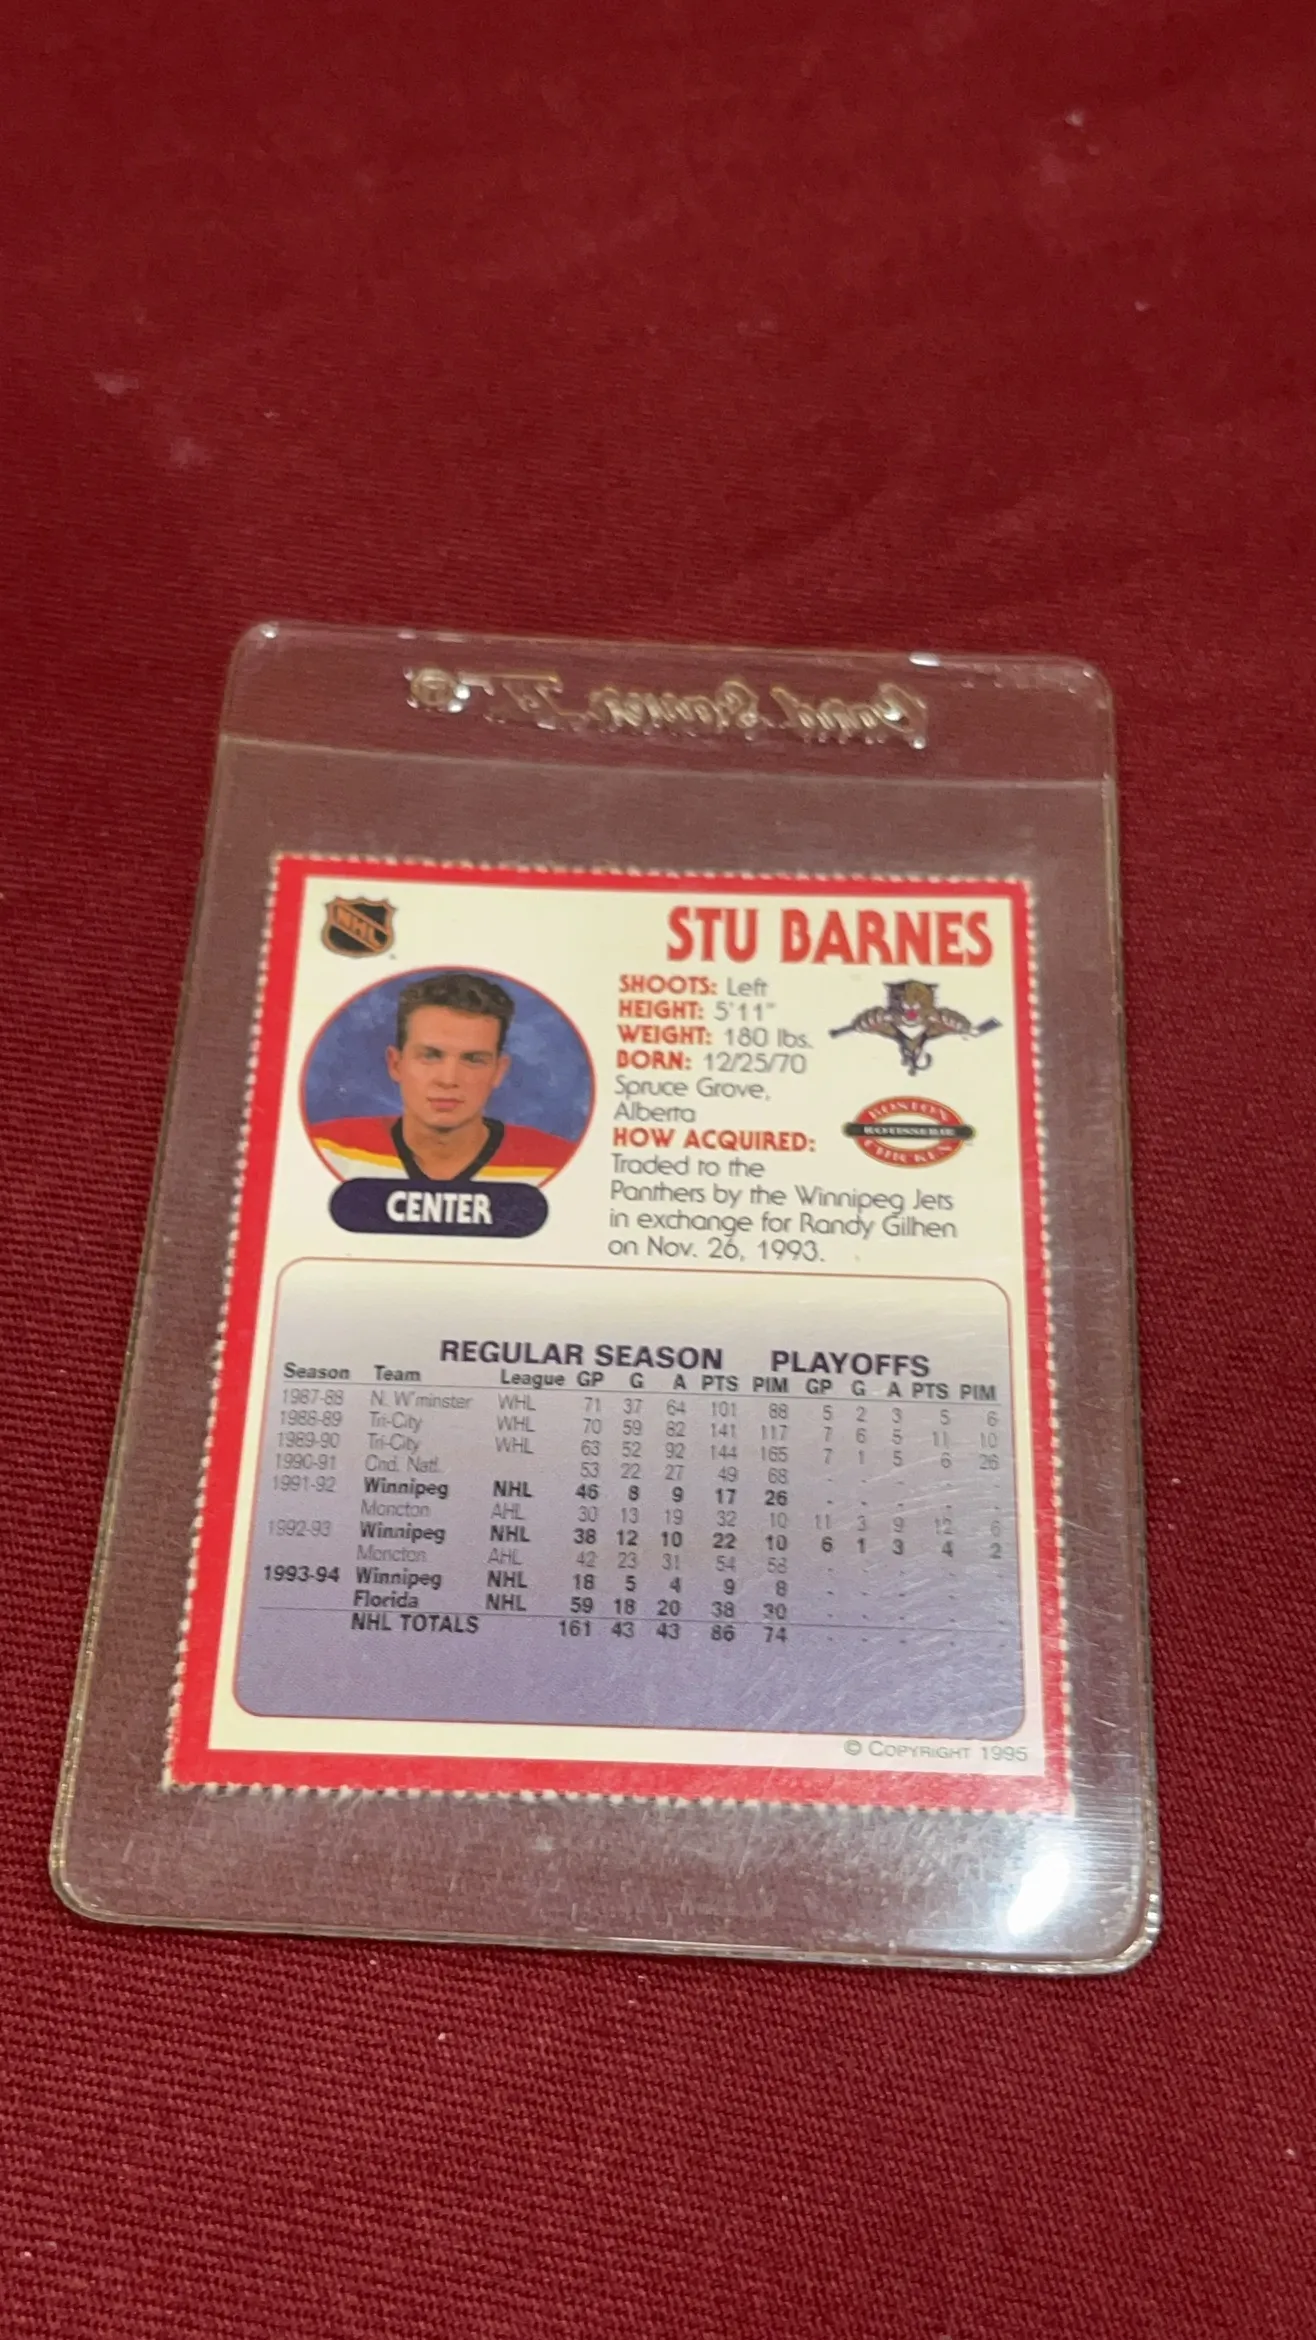 NHL
STU BARNES
SHOOTS: Left
HEIGHT: 5'11"
WEIGHT: 180 lbs.
BORN: 12/25/70
Spruce Grove,
Alberta
HOW ACQUIRED:
Traded to the
Panthers by the Winnipeg Jets
in exchange for Randy Gilhen
on Nov. 26, 1993.
BOSTON
ROTISSERIE
CHICKEN
CENTER
REGULAR SEASON PLAYOFFS
Season Team League GP G A PTS PIM GP G A PTS PIM
1987-88 N. W'minster WHL 71 37 64 101 88 5 2 3 5 6
1988-89 Tri-City WHL 70 59 82 141 117 7 6 5 11 10
1989-90 Tri-City WHL 63 52 92 144 165 7 1 5 6 26
1990-91 Cnd. Natl. 53 22 27 49 68 - - - - -
1991-92 Winnipeg NHL 46 8 9 17 26 - - - - -
Moncton AHL 30 13 19 32 10 11 3 9 12 6
1992-93 Winnipeg NHL 38 12 10 22 10 6 1 3 4 2
Moncton AHL 42 23 31 54 58 - - - - -
1993-94 Winnipeg NHL 18 5 4 9 8 - - - - -
Florida NHL 59 18 20 38 30 - - - - -
NHL TOTALS 161 43 43 86 74 - - - - -
© COPYRIGHT 1995